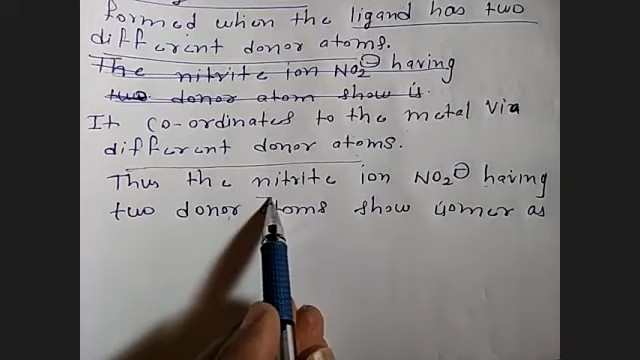 formed when the ligand has two
different donor atoms.
The nitrite ion NO2⊖ having
two donor atom show is.
It co-ordinates to the metal via
different donor atoms.
Thus the nitrite ion NO2⊖ having
two donor atoms show isomer as